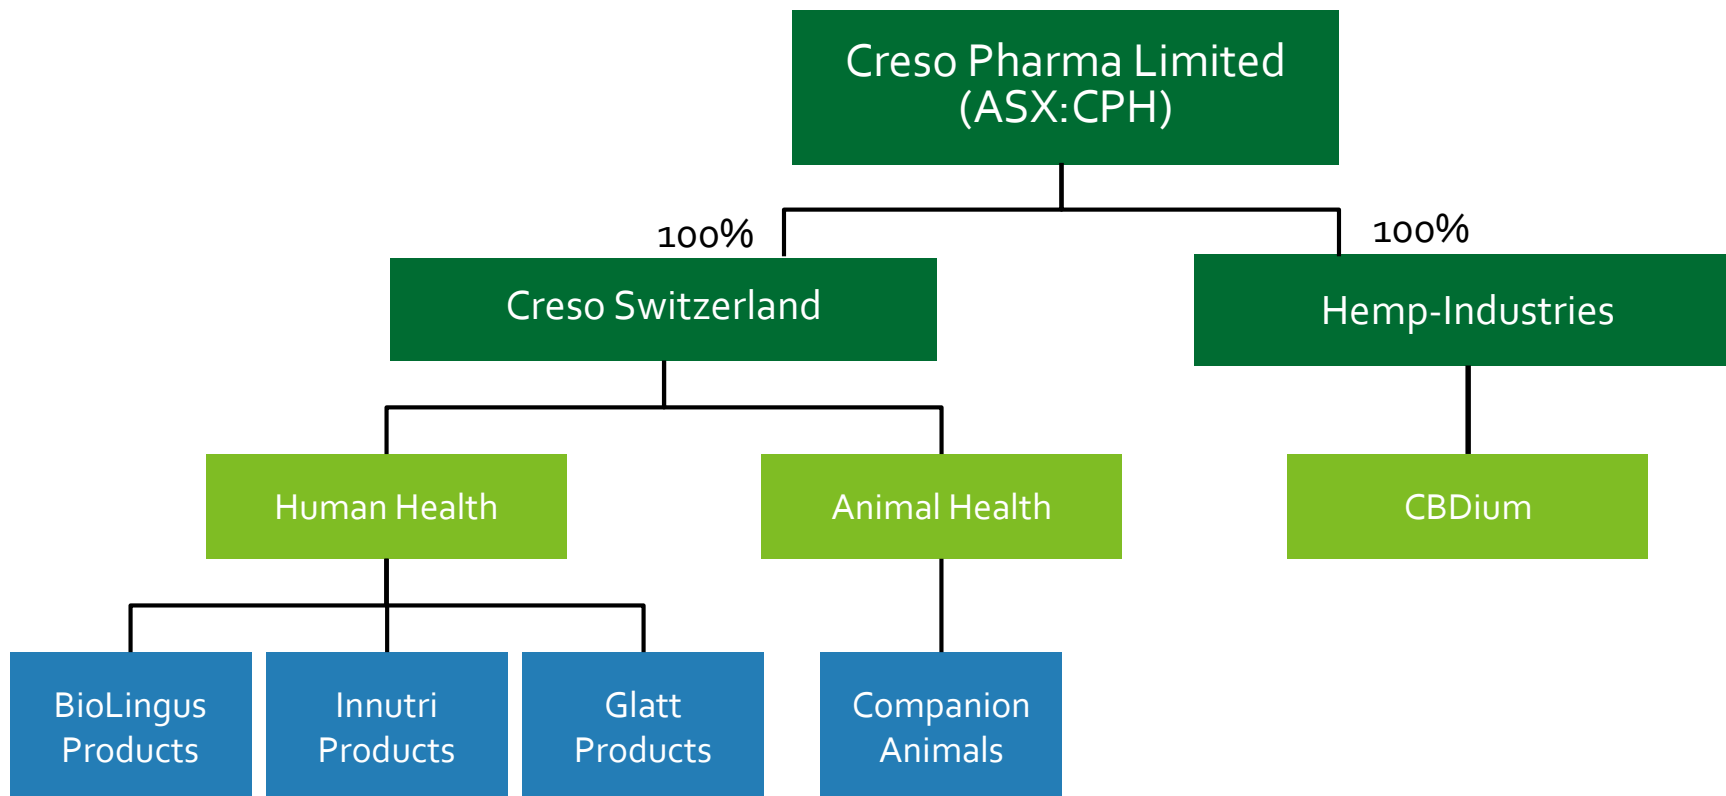 Creso Pharma Limited
(ASX:CPH)
100%
100%
Creso Switzerland
Hemp-Industries
Human Health
Animal Health
CBDium
BioLingus
Products
Innutri
Products
Glatt
Products
Companion
Animals